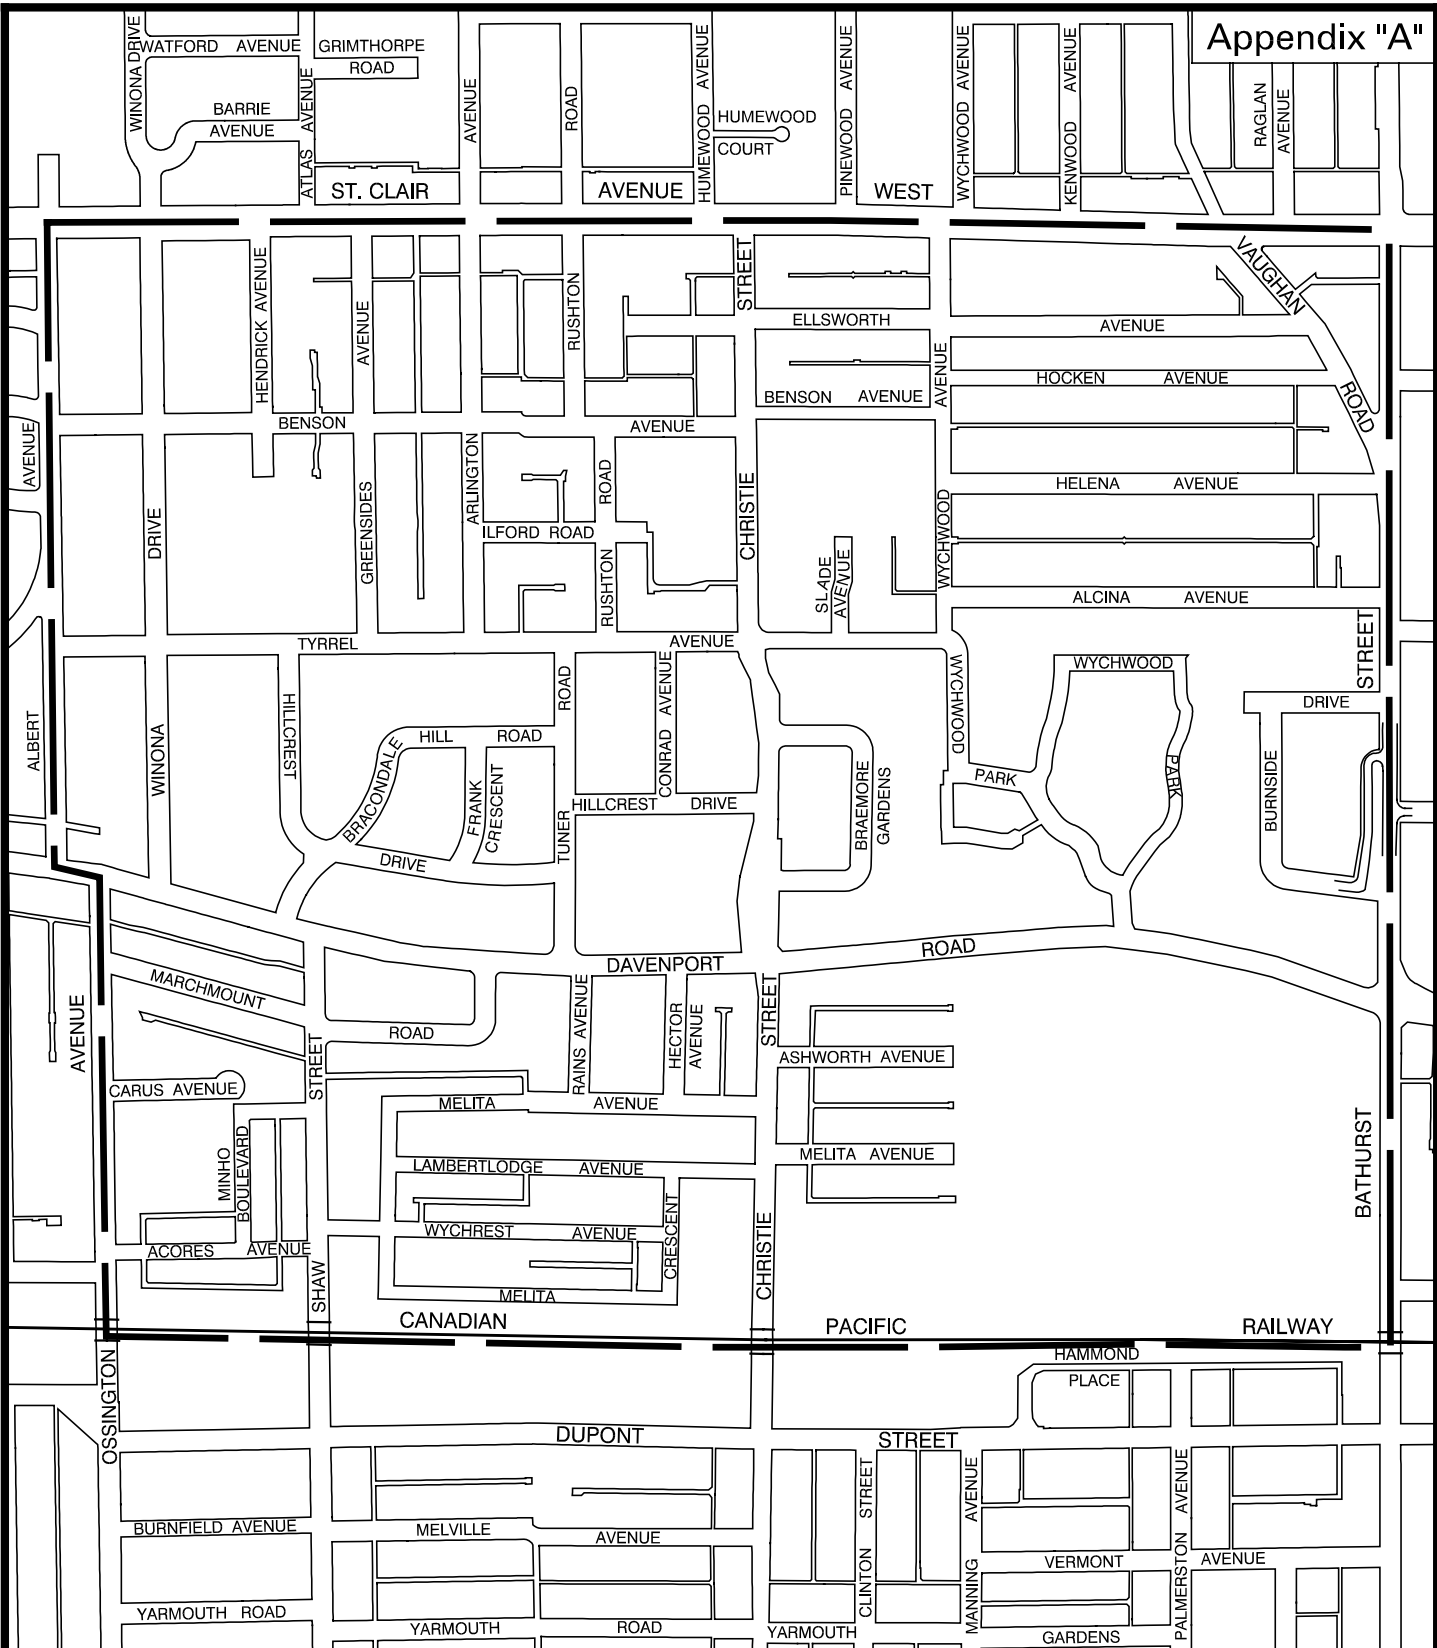 Appendix "A"
WATFORD AVENUE
GRIMTHORPE
ROAD
WINONA DRIVE
BARRIE
AVENUE
ATLAS AVENUE
AVENUE
ROAD
HUMEWOOD AVENUE
HUMEWOOD
COURT
PINEWOOD AVENUE
WYCHWOOD AVENUE
KENWOOD AVENUE
RAGLAN
AVENUE
ST. CLAIR AVENUE WEST
HENDRICK AVENUE
AVENUE
RUSHTON
STREET
VAUGHAN
ROAD
ELLSWORTH AVENUE
AVENUE
HOCKEN AVENUE
BENSON AVENUE
BENSON AVENUE
AVENUE
DRIVE
GREENSIDES
ARLINGTON
ROAD
CHRISTIE
HELENA AVENUE
WYCHWOOD
ILFORD ROAD
RUSHTON
SLADE
AVENUE
ALCINA AVENUE
TYRREL AVENUE
STREET
ALBERT
WINONA
HILLCREST
BRACONDALE HILL ROAD
FRANK
CRESCENT
ROAD
TUNER
CONRAD AVENUE
HILLCREST DRIVE
DRIVE
BRAEMORE
GARDENS
WYCHWOOD
PARK
WYCHWOOD
PARK
DRIVE
BURNSIDE
DAVENPORT ROAD
MARCHMOUNT
ROAD
AVENUE
STREET
RAINS AVENUE
HECTOR
AVENUE
STREET
ASHWORTH AVENUE
CARUS AVENUE
MELITA AVENUE
MINHO
BOULEVARD
LAMBERTLODGE AVENUE
MELITA AVENUE
BATHURST
ACORES AVENUE
WYCHREST AVENUE
CRESCENT
CHRISTIE
SHAW
MELITA
CANADIAN PACIFIC RAILWAY
HAMMOND
PLACE
OSSINGTON
DUPONT STREET
BURNFIELD AVENUE
MELVILLE
AVENUE
CLINTON STREET
MANNING AVENUE
VERMONT AVENUE
PALMERSTON AVENUE
YARMOUTH ROAD
YARMOUTH ROAD
YARMOUTH
GARDENS